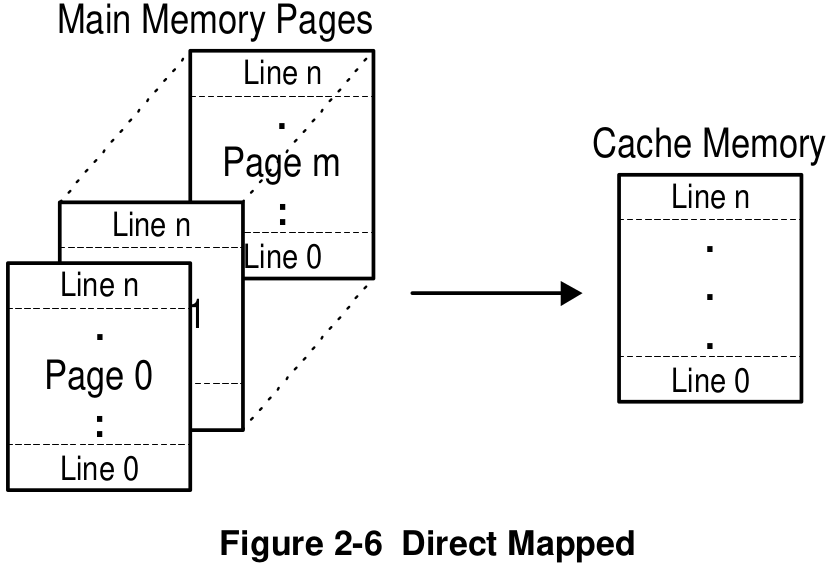 Main Memory Pages
Line n
.
Page m
:
Line 0
Line n
1
Line n
.
Page 0
:
Line 0
Cache Memory
Line n
.
.
.
Line 0
Figure 2-6 Direct Mapped